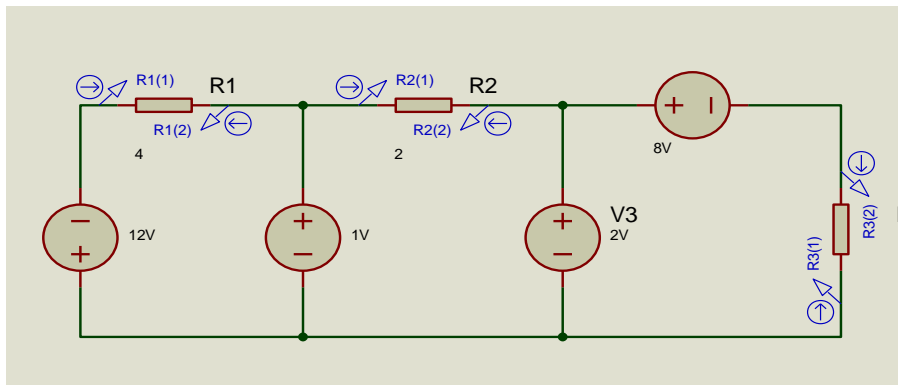 R1(1)
R1
R1(2)
4
R2(1)
R2
R2(2)
2
8V
12V
1V
V3
2V
R3(1)
R3(2)